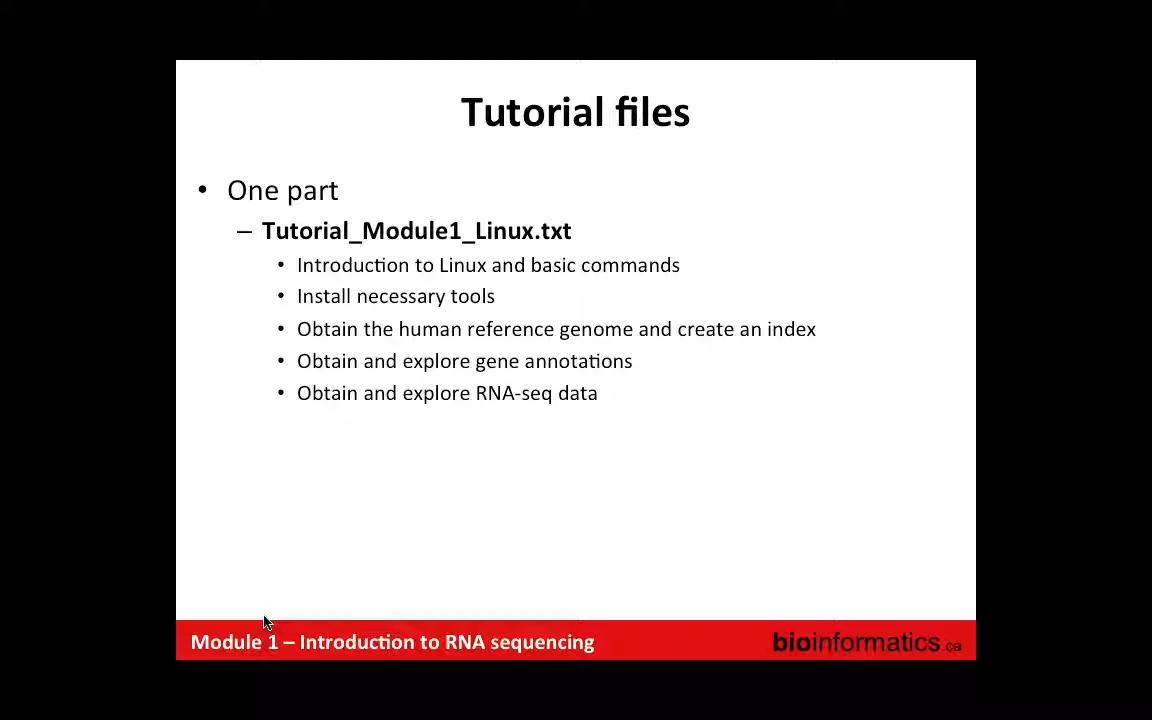 Tutorial files
• One part
– Tutorial_Module1_Linux.txt
• Introduction to Linux and basic commands
• Install necessary tools
• Obtain the human reference genome and create an index
• Obtain and explore gene annotations
• Obtain and explore RNA-seq data
Module 1 – Introduction to RNA sequencing
bioinformatics.ca